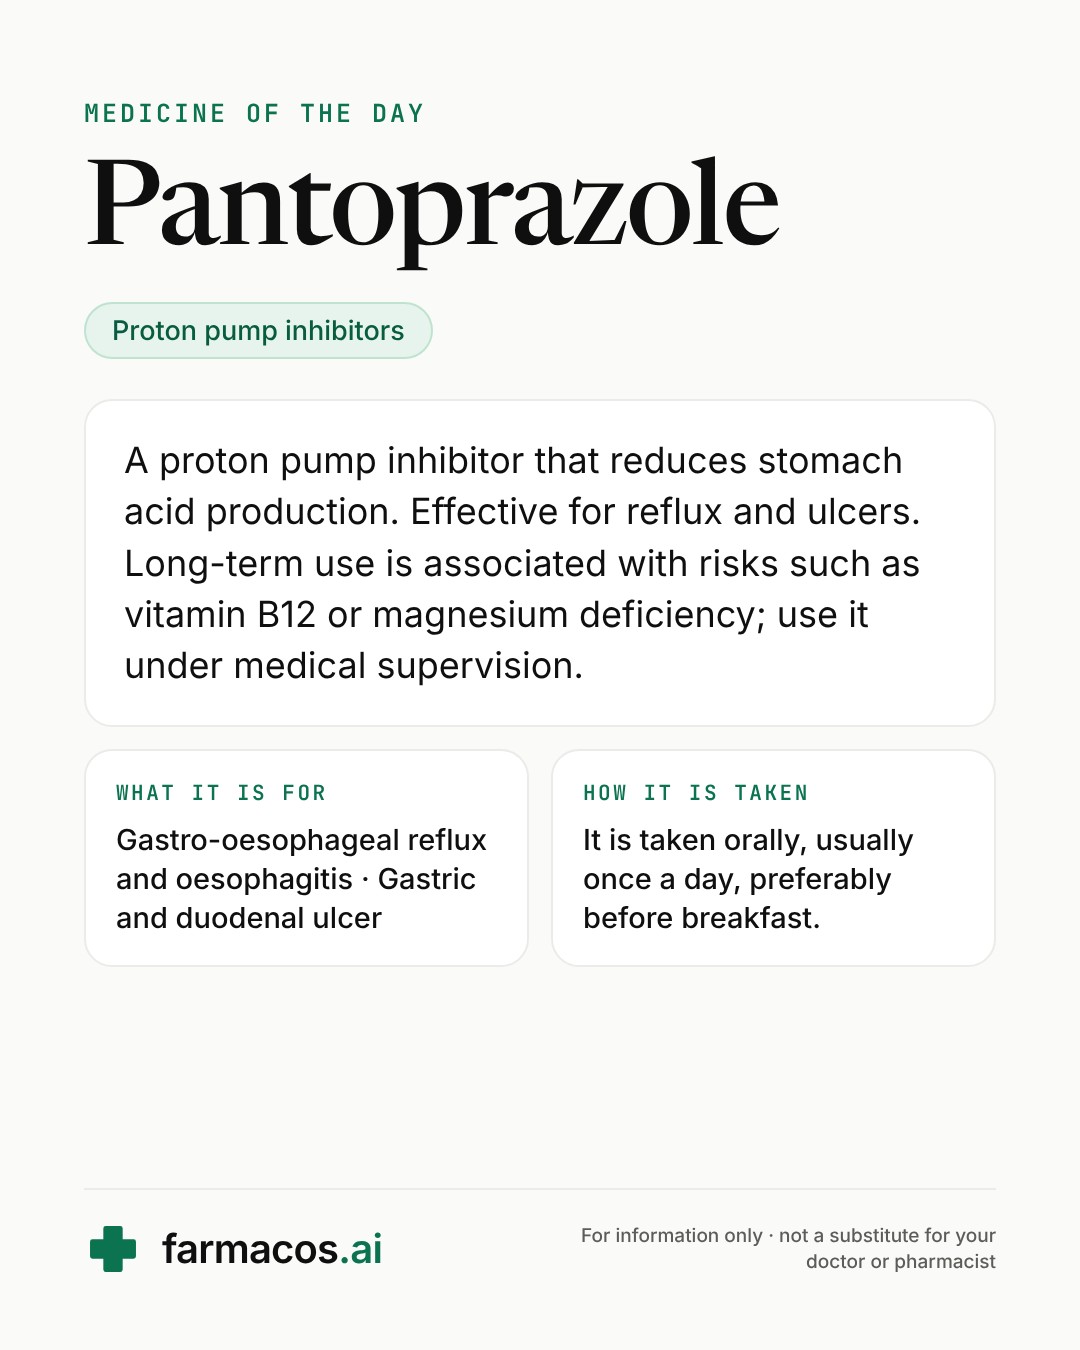 MEDICINE OF THE DAY
Pantoprazole
Proton pump inhibitors
A proton pump inhibitor that reduces stomach
acid production. Effective for reflux and ulcers.
Long-term use is associated with risks such as
vitamin B12 or magnesium deficiency; use it
under medical supervision.
WHAT IT IS FOR
Gastro-oesophageal reflux
and oesophagitis · Gastric
and duodenal ulcer
HOW IT IS TAKEN
It is taken orally, usually
once a day, preferably
before breakfast.
farmacos.ai
For information only · not a substitute for your
doctor or pharmacist